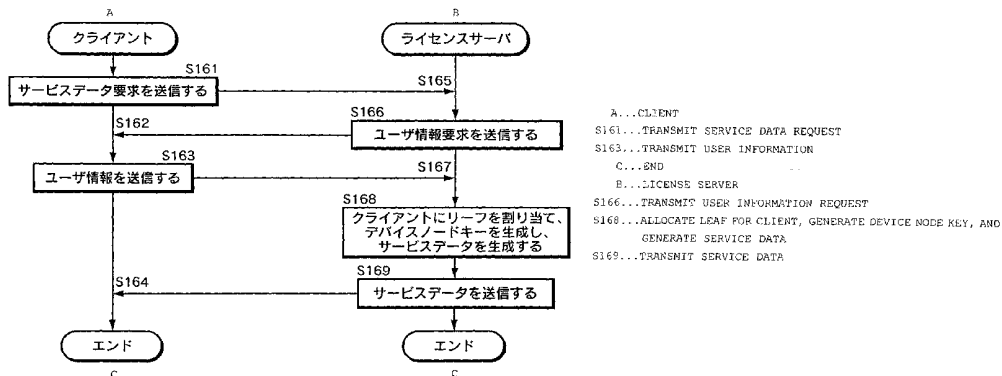 A
B
クライアント
ライセンスサーバ
S161
サービスデータ要求を送信する
S165
S166
S162
ユーザ情報要求を送信する
S163
ユーザ情報を送信する
S167
S168
クライアントにリーフを割り当て、
デバイスノードキーを生成し、
サービスデータを生成する
S169
S164
サービスデータを送信する
エンド
エンド
C
C
A...CLIENT
S161...TRANSMIT SERVICE DATA REQUEST
S163...TRANSMIT USER INFORMATION
C...END
B...LICENSE SERVER
S166...TRANSMIT USER INFORMATION REQUEST
S168...ALLOCATE LEAF FOR CLIENT, GENERATE DEVICE NODE KEY, AND
GENERATE SERVICE DATA
S169...TRANSMIT SERVICE DATA